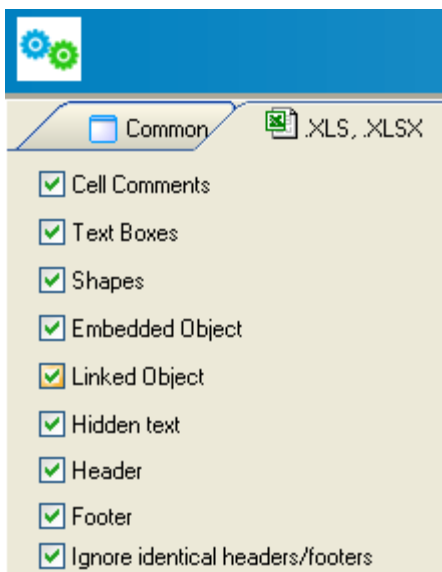 Common
.XLS, .XLSX
Cell Comments
Text Boxes
Shapes
Embedded Object
Linked Object
Hidden text
Header
Footer
Ignore identical headers/footers